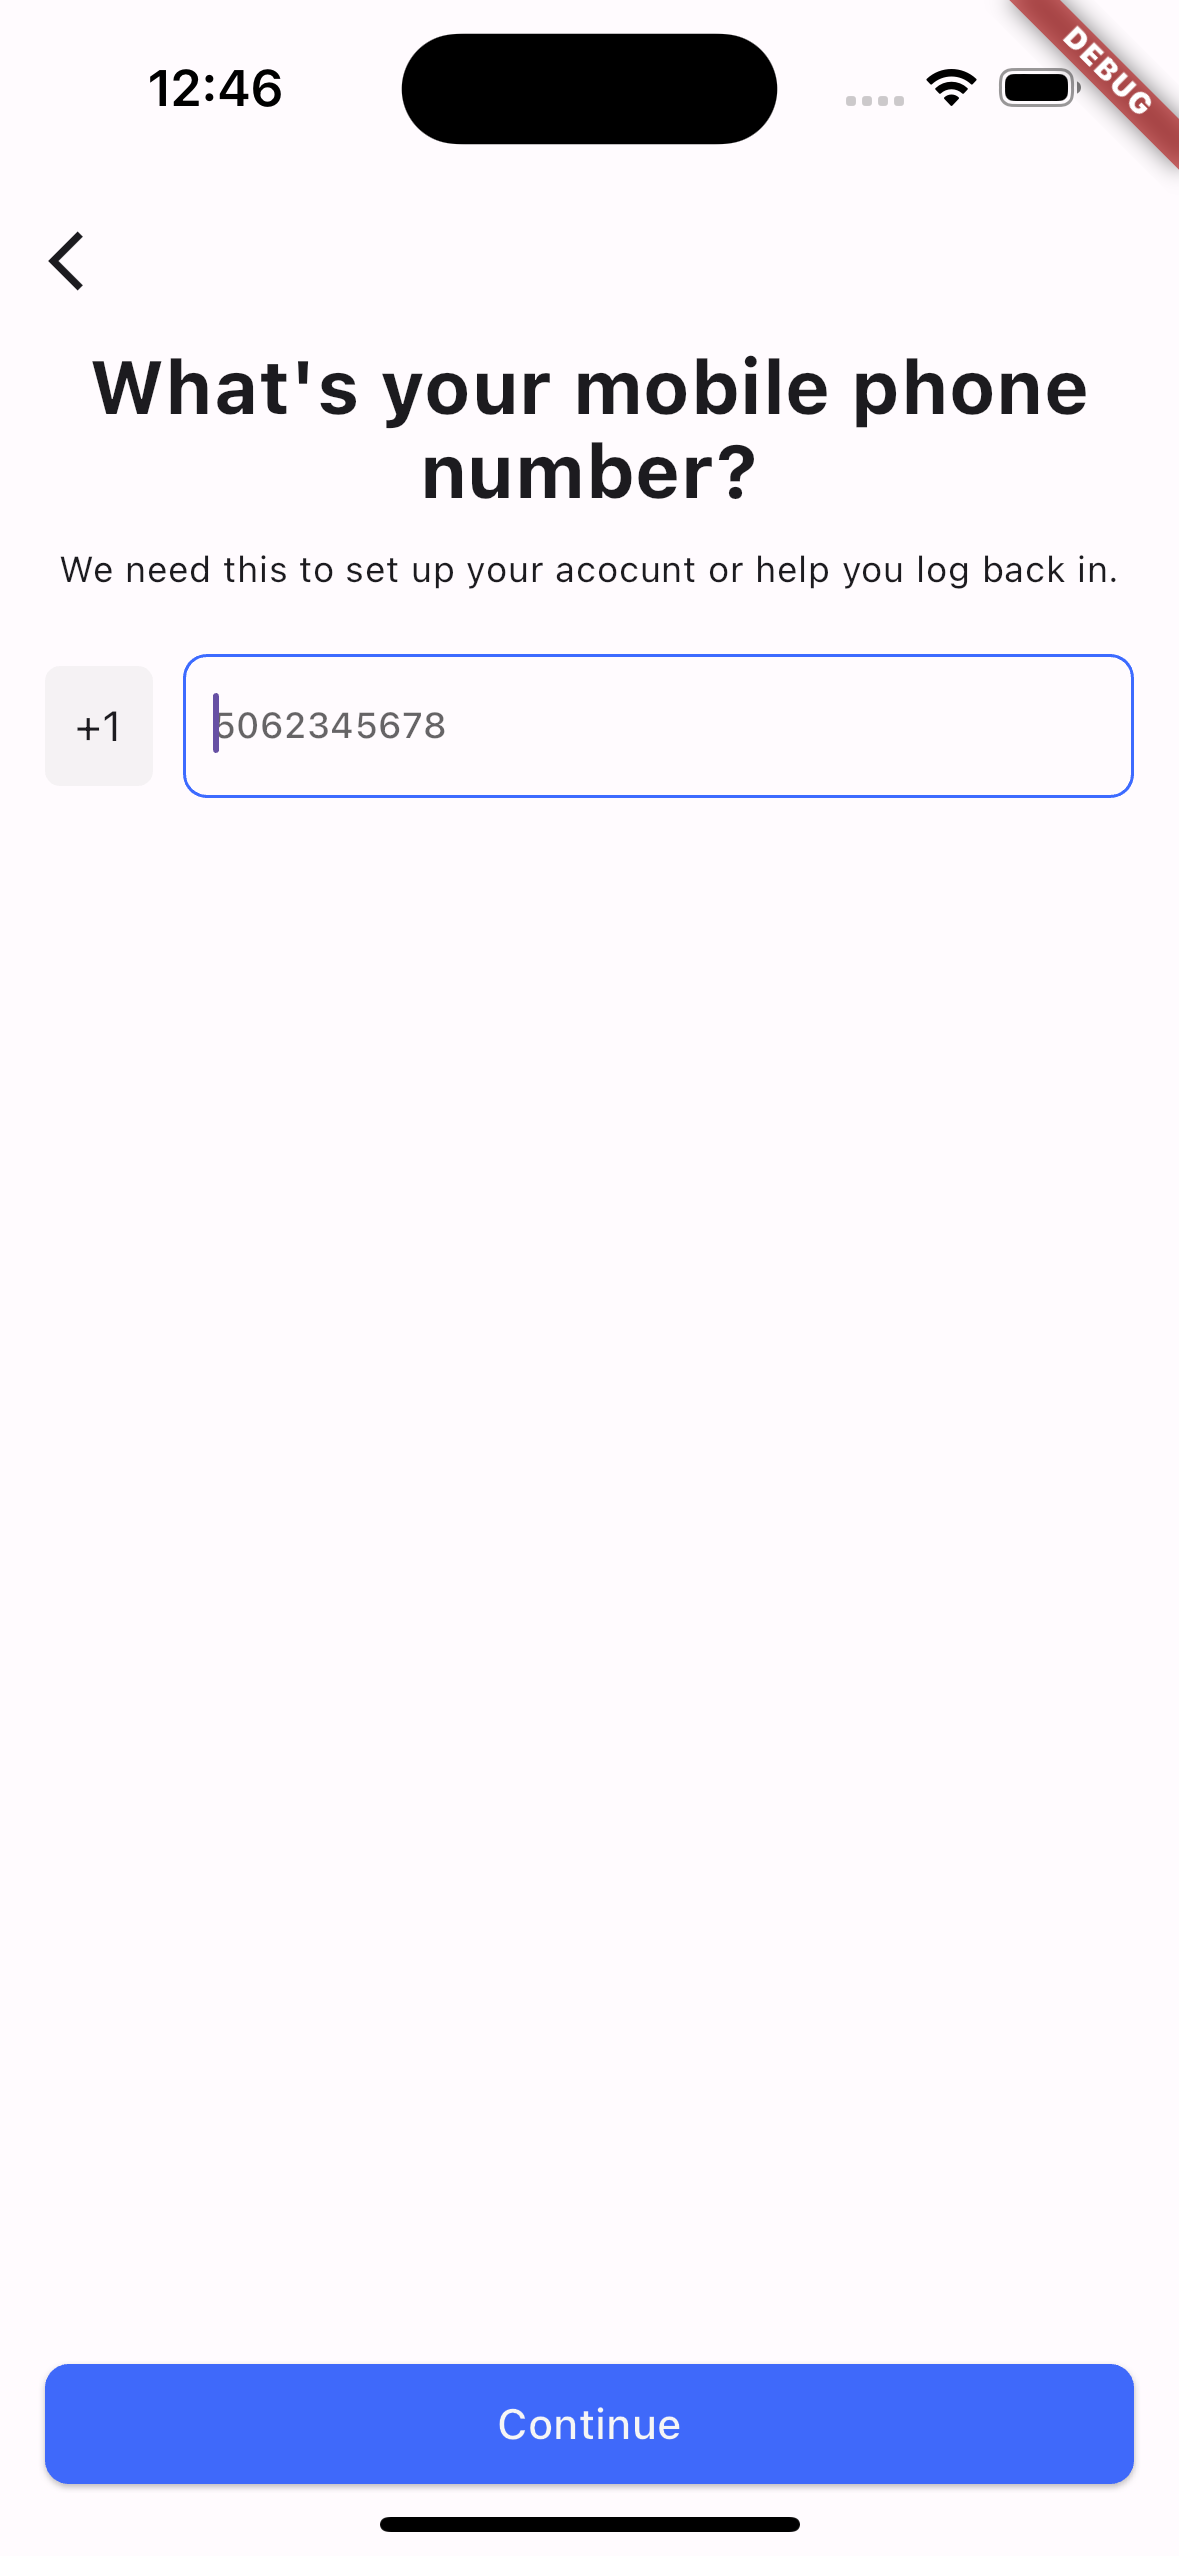 12:46
DEBUG
What's your mobile phone
number?
We need this to set up your acocunt or help you log back in.
+1
5062345678
Continue